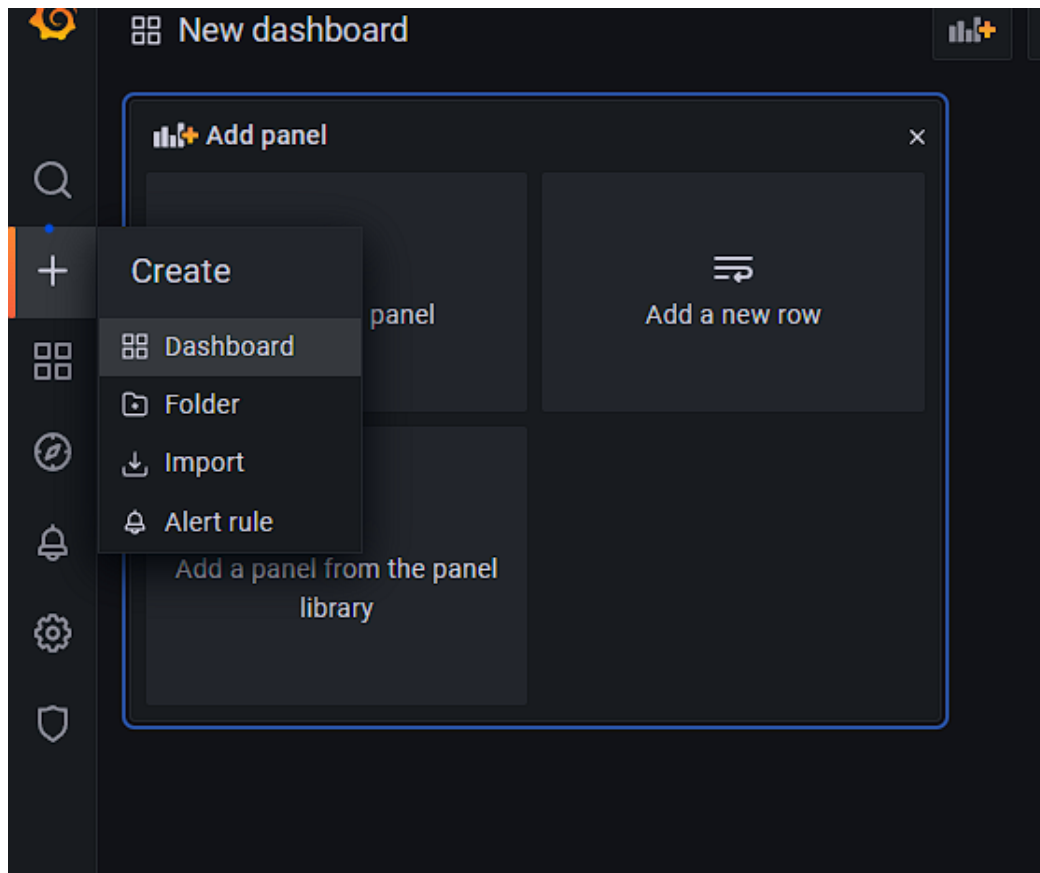 New dashboard
Add panel
Create
panel
Add a new row
Dashboard
Folder
Import
Alert rule
Add a panel from the panel
library